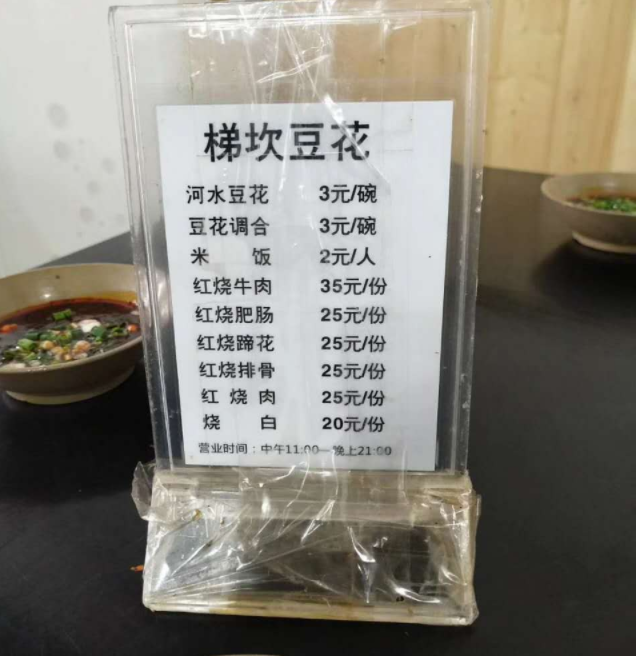 梯坎豆花
河水豆花 3元/碗
豆花调合 3元/碗
米 饭 2元/人
红烧牛肉 35元/份
红烧肥肠 25元/份
红烧蹄花 25元/份
红烧排骨 25元/份
红 烧 肉 25元/份
烧 白 20元/份
营业时间：中午11:00—晚上21:00